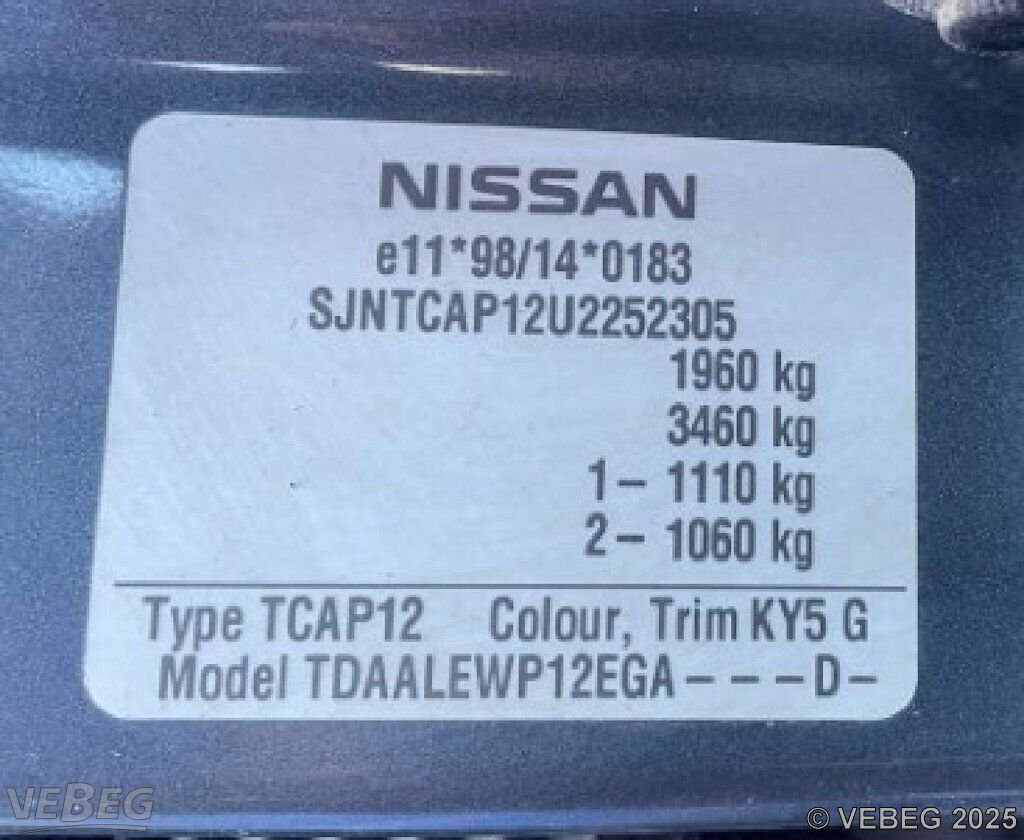 NISSAN
e11*98/14*0183
SJNTCAP12U2252305
1960 kg
3460 kg
1– 1110 kg
2– 1060 kg
Type TCAP12 Colour, Trim KY5 G
Model TDAALEWP12EGA– – –D–
VEBEG
© VEBEG 2025